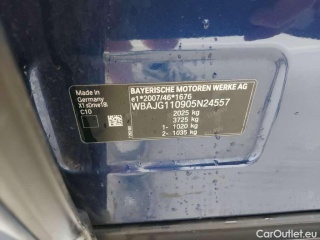 Made in
Germany
X1 sDrive18i
C10
BAYERISCHE MOTOREN WERKE AG
e1*2007/46*1676
WBAJG110905N24557
2025 kg
3725 kg
1- 1020 kg
2- 1035 kg
CarOutlet.eu